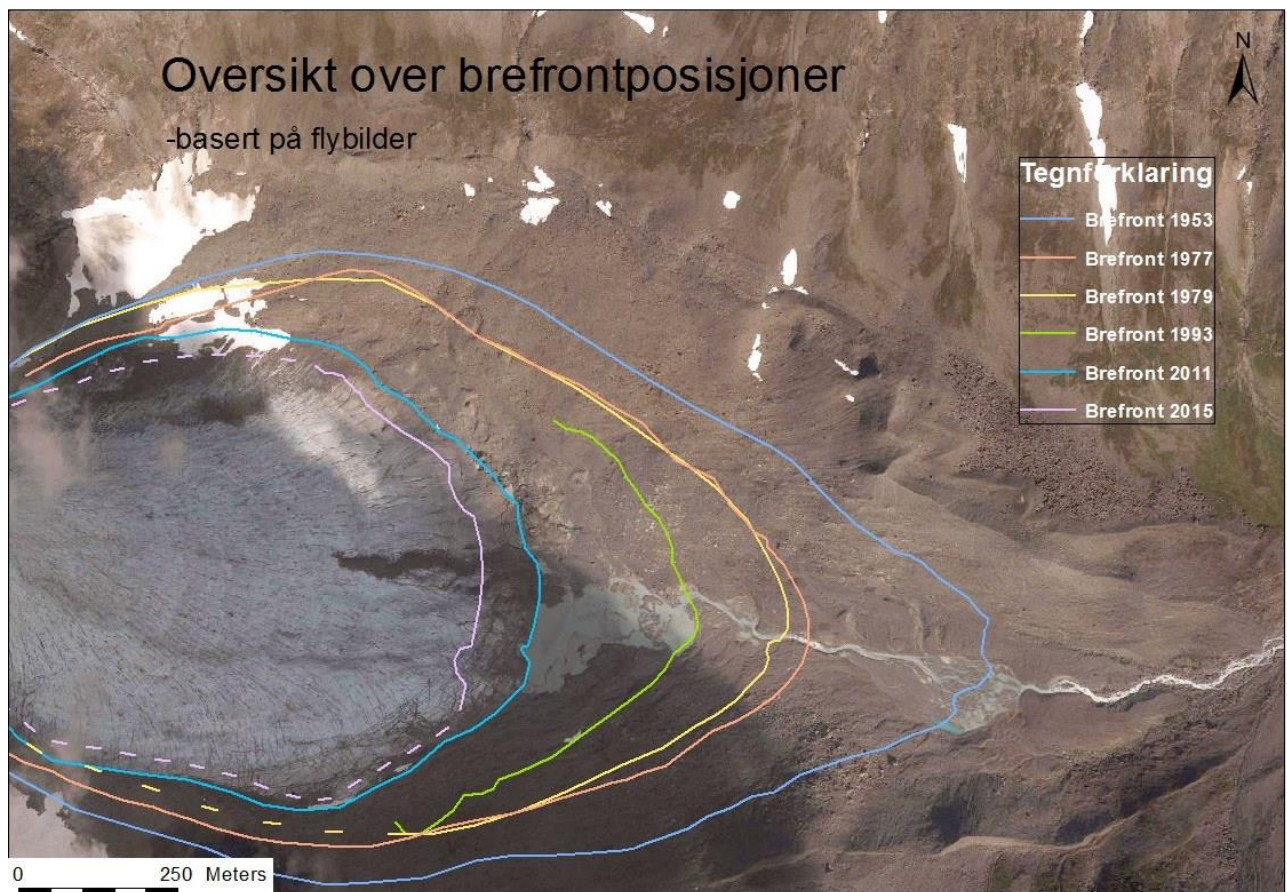 Oversikt over brefrontposisjoner
-basert på flybilder
N
Tegnforklaring
Brefront 1953
Brefront 1977
Brefront 1979
Brefront 1993
Brefront 2011
Brefront 2015
0 250 Meters